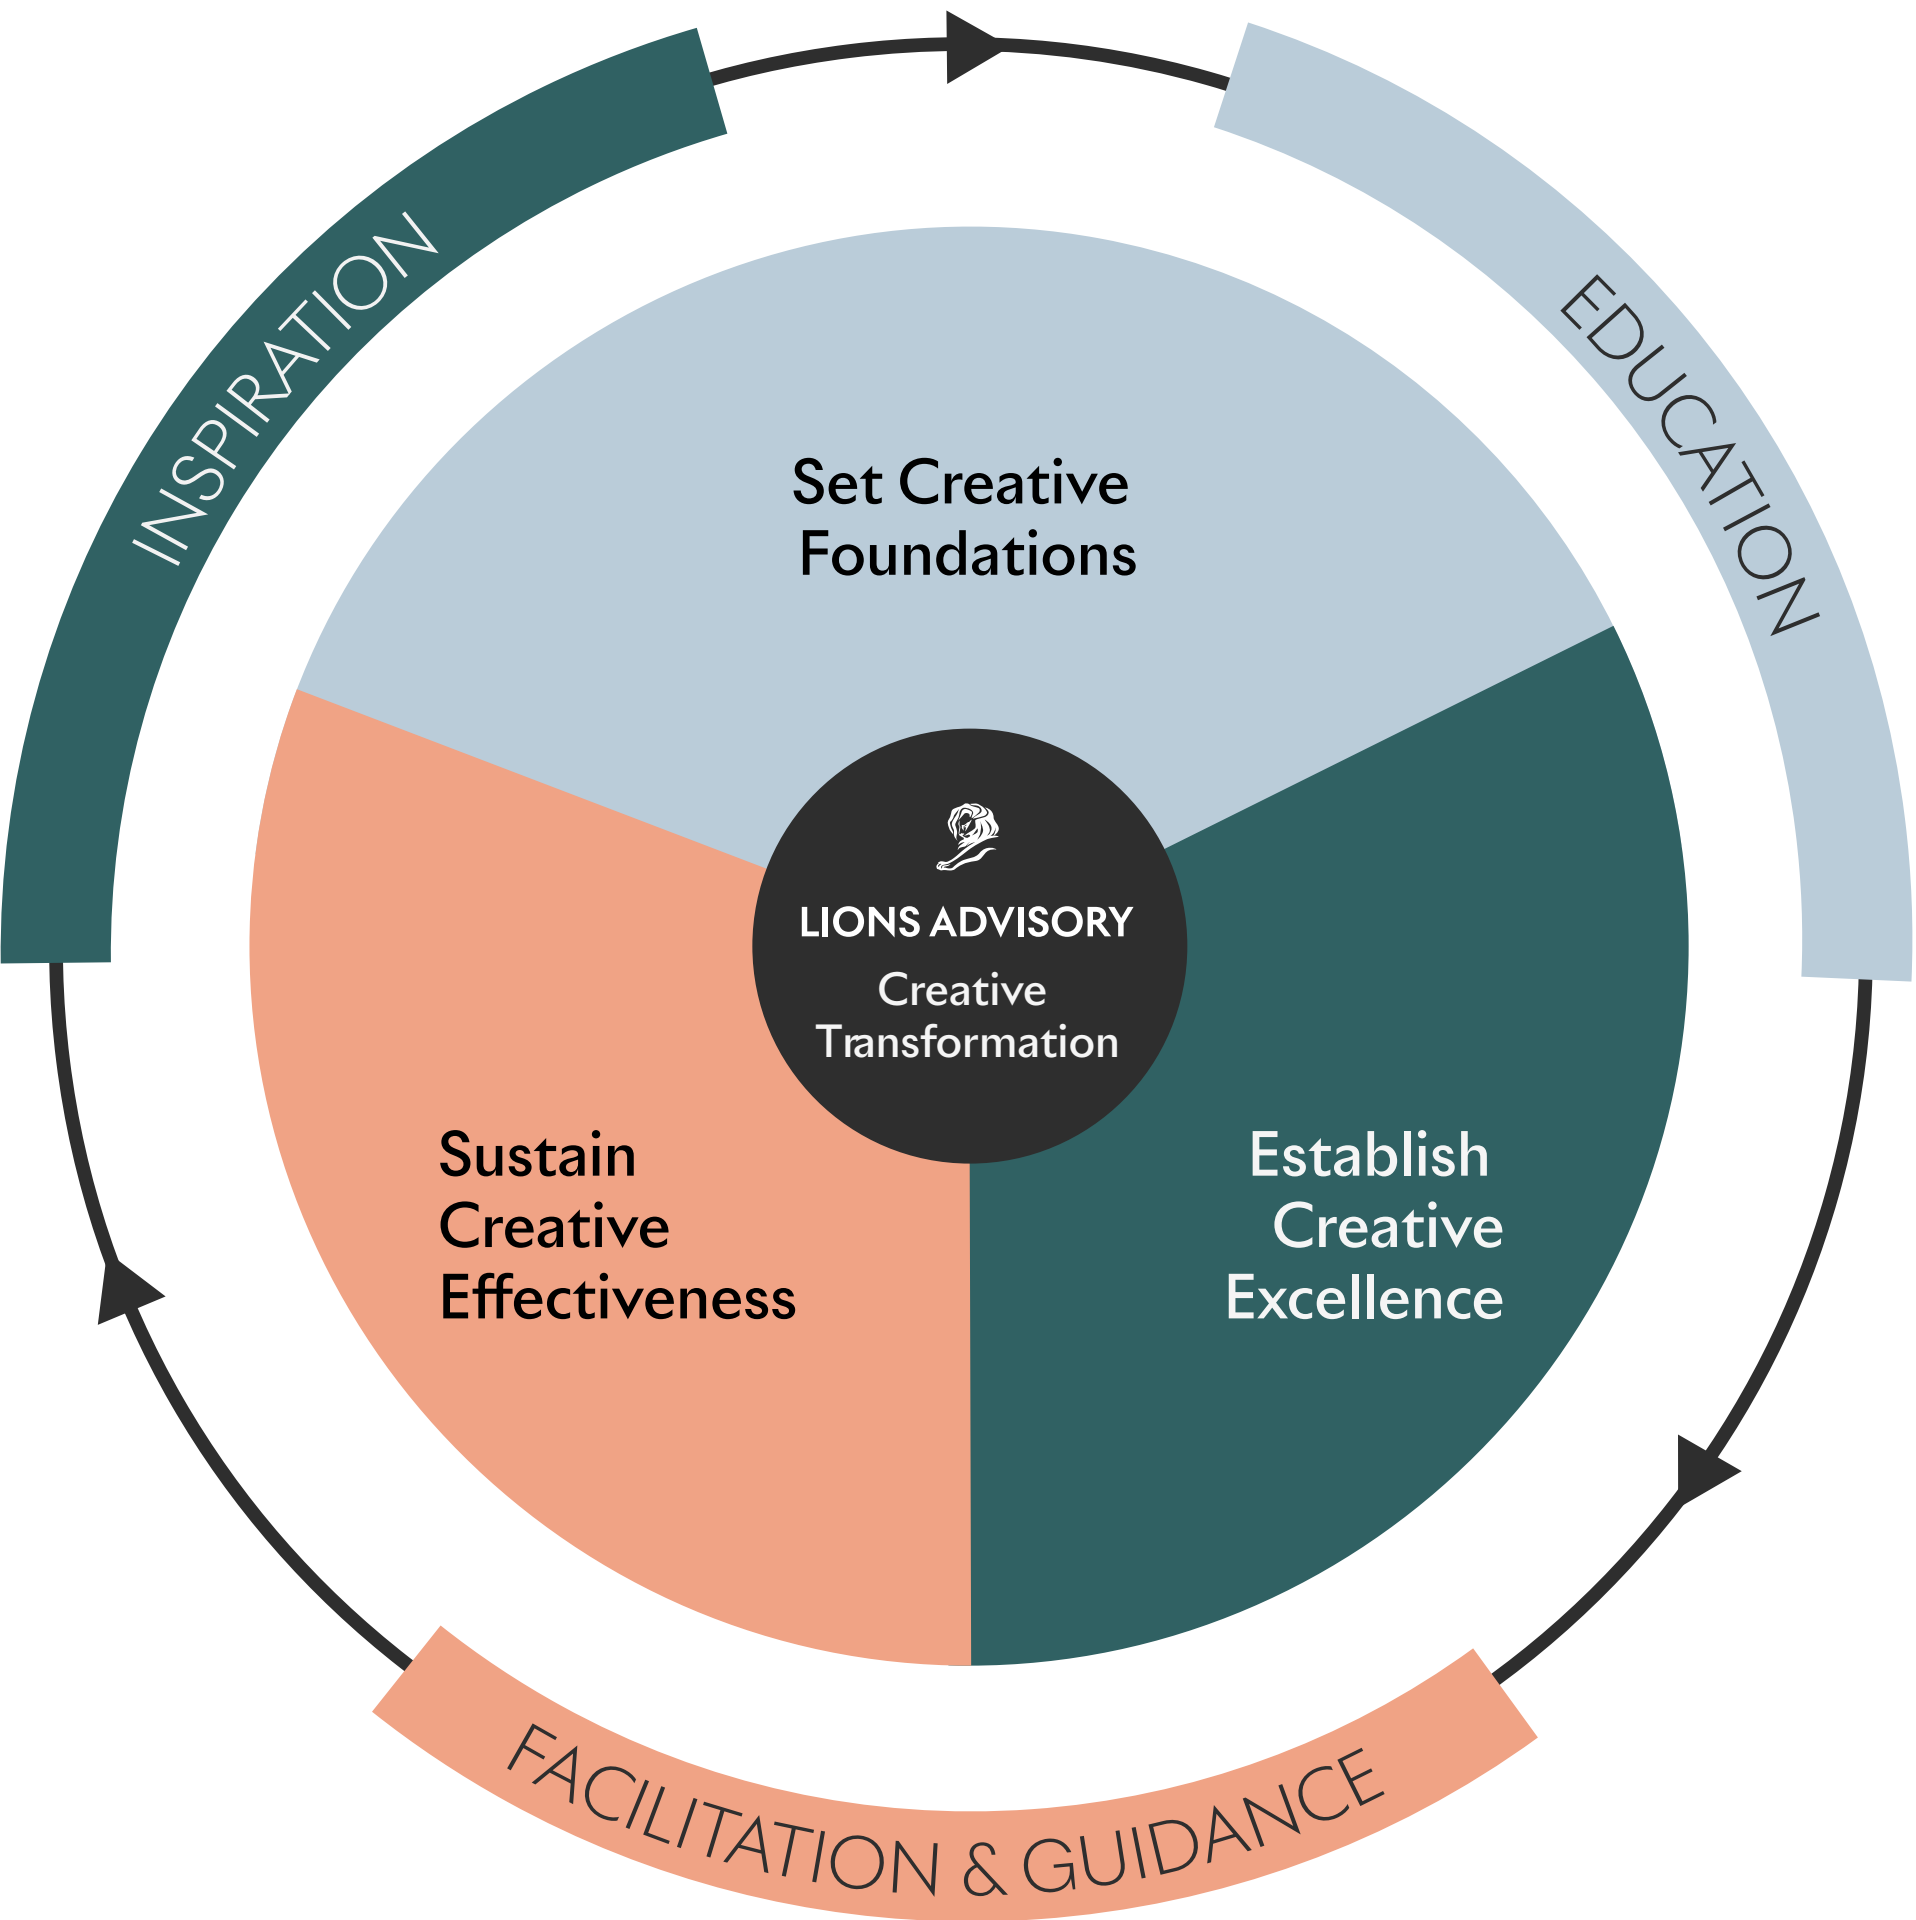 INSPIRATION
EDUCATION
Set Creative
Foundations
LIONS ADVISORY
Creative
Transformation
Sustain
Creative
Effectiveness
Establish
Creative
Excellence
FACILITATION & GUIDANCE